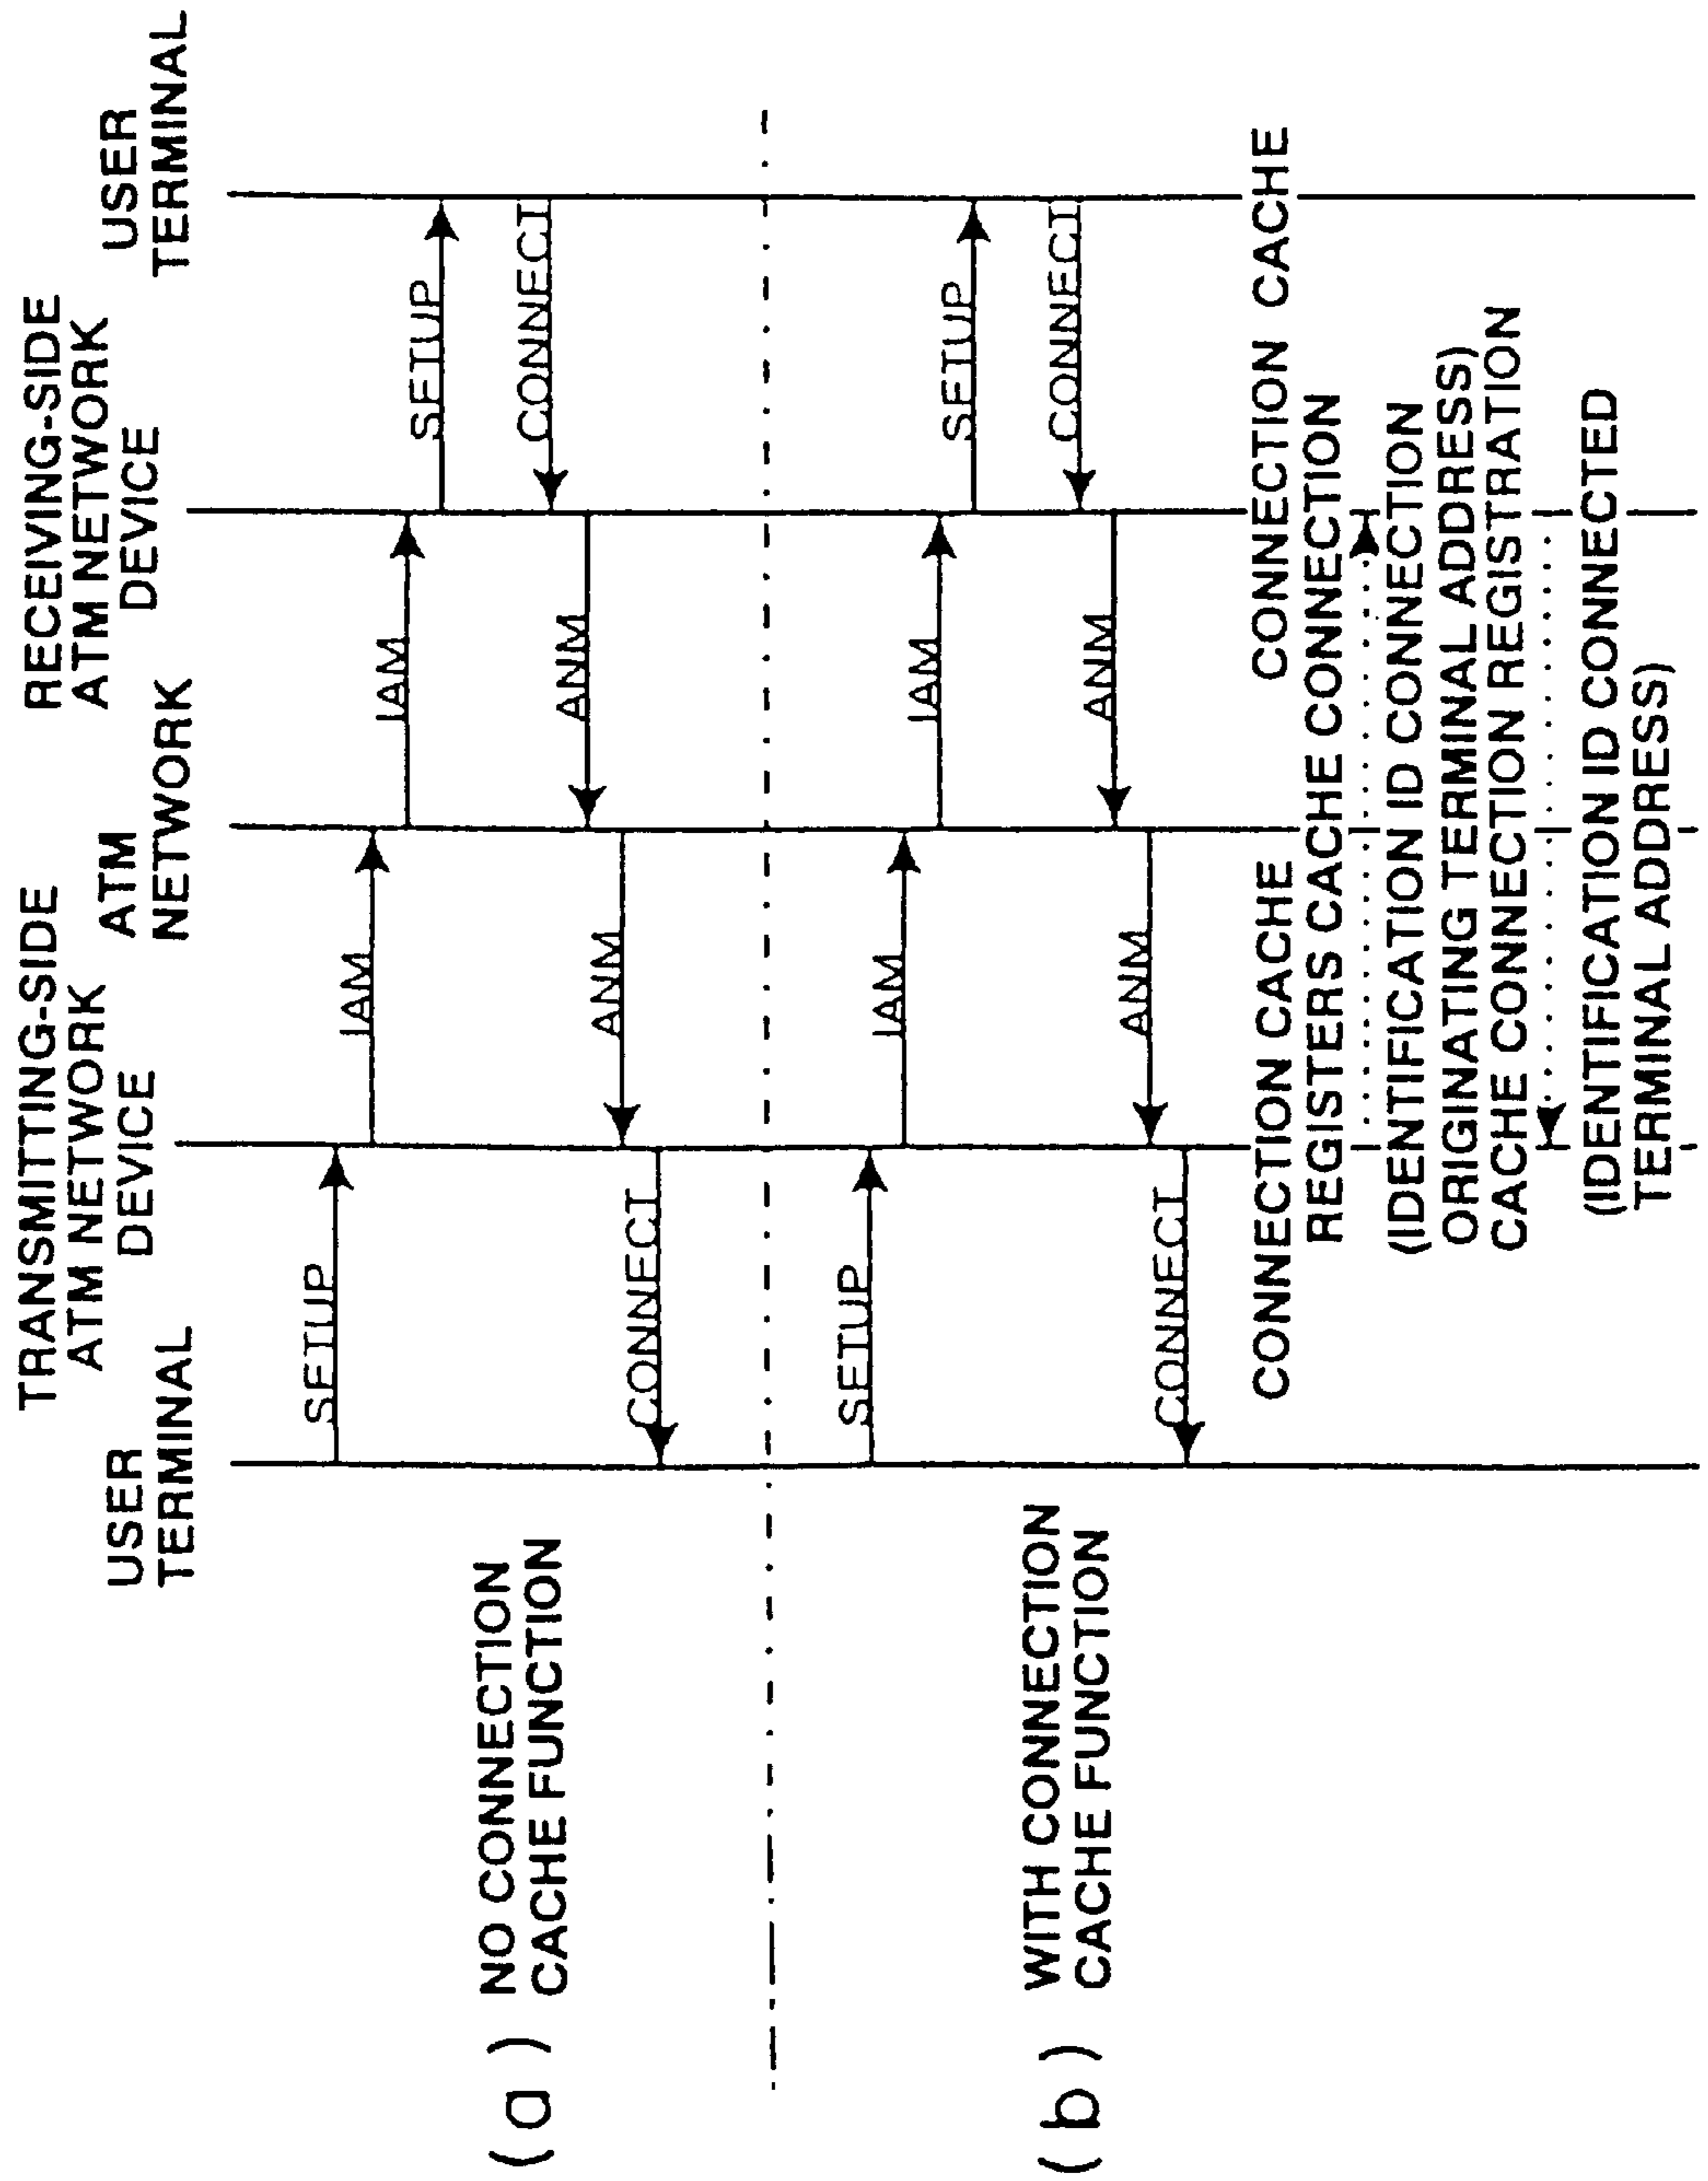 USER
TERMINAL
TRANSMITTING-SIDE
ATM NETWORK
DEVICE
ATM
NETWORK
RECEIVING-SIDE
ATM NETWORK
DEVICE
USER
TERMINAL
(a) NO CONNECTION
CACHE FUNCTION
SETUP
IAM
IAM
SETUP
CONNECT
ANM
ANM
CONNECT
(b) WITH CONNECTION
CACHE FUNCTION
SETUP
IAM
IAM
SETUP
CONNECT
ANM
ANM
CONNECT
CONNECTION CACHE
CONNECTION CACHE
REGISTERS CACHE CONNECTION
(IDENTIFICATION ID CONNECTION
ORIGINATING TERMINAL ADDRESS)
CACHE CONNECTION REGISTRATION
(IDENTIFICATION ID CONNECTED
TERMINAL ADDRESS)